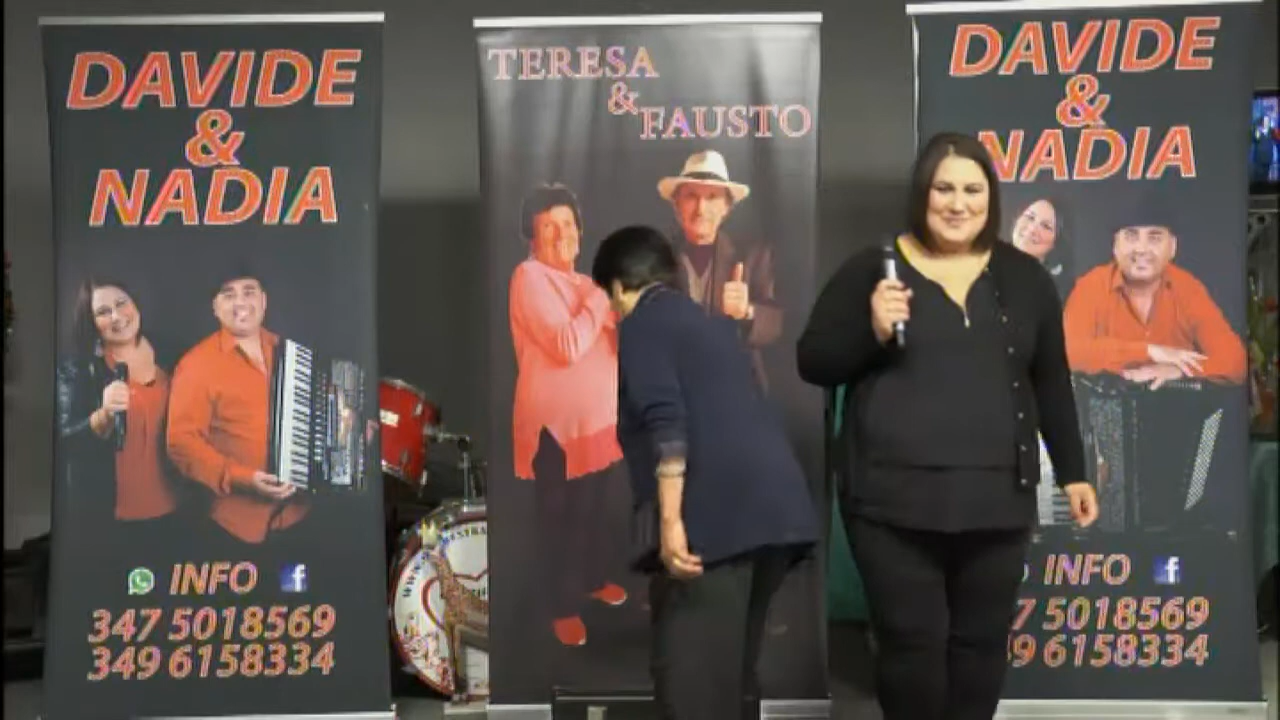 DAVIDE
&
NADIA
INFO
347 5018569
349 6158334
TERESA
&
FAUSTO
DAVIDE
&
NADIA
INFO
7 5018569
9 6158334